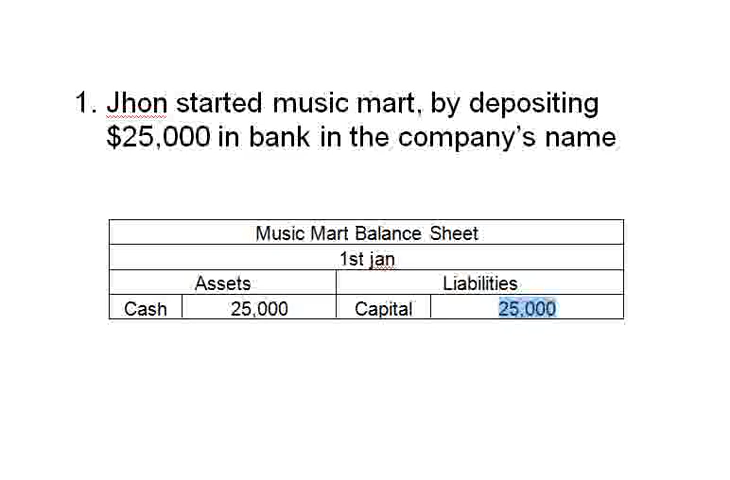 1. Jhon started music mart, by depositing
$25,000 in bank in the company's name
Music Mart Balance Sheet
1st jan
Assets Liabilities
Cash 25,000 Capital 25,000